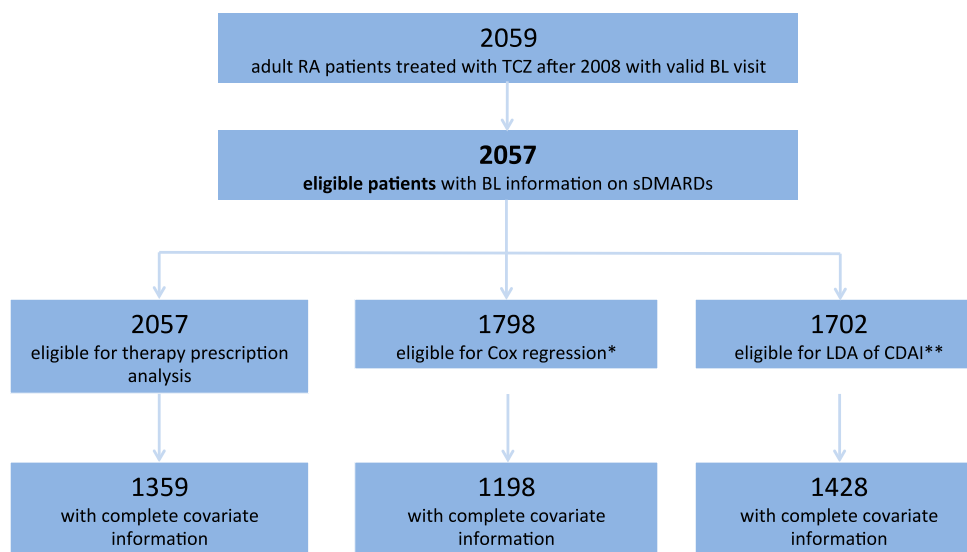 2059
adult RA patients treated with TCZ after 2008 with valid BL visit
2057
eligible patients with BL information on sDMARDs
2057
eligible for therapy prescription
analysis
1798
eligible for Cox regression*
1702
eligible for LDA of CDAI**
1359
with complete covariate
information
1198
with complete covariate
information
1428
with complete covariate
information